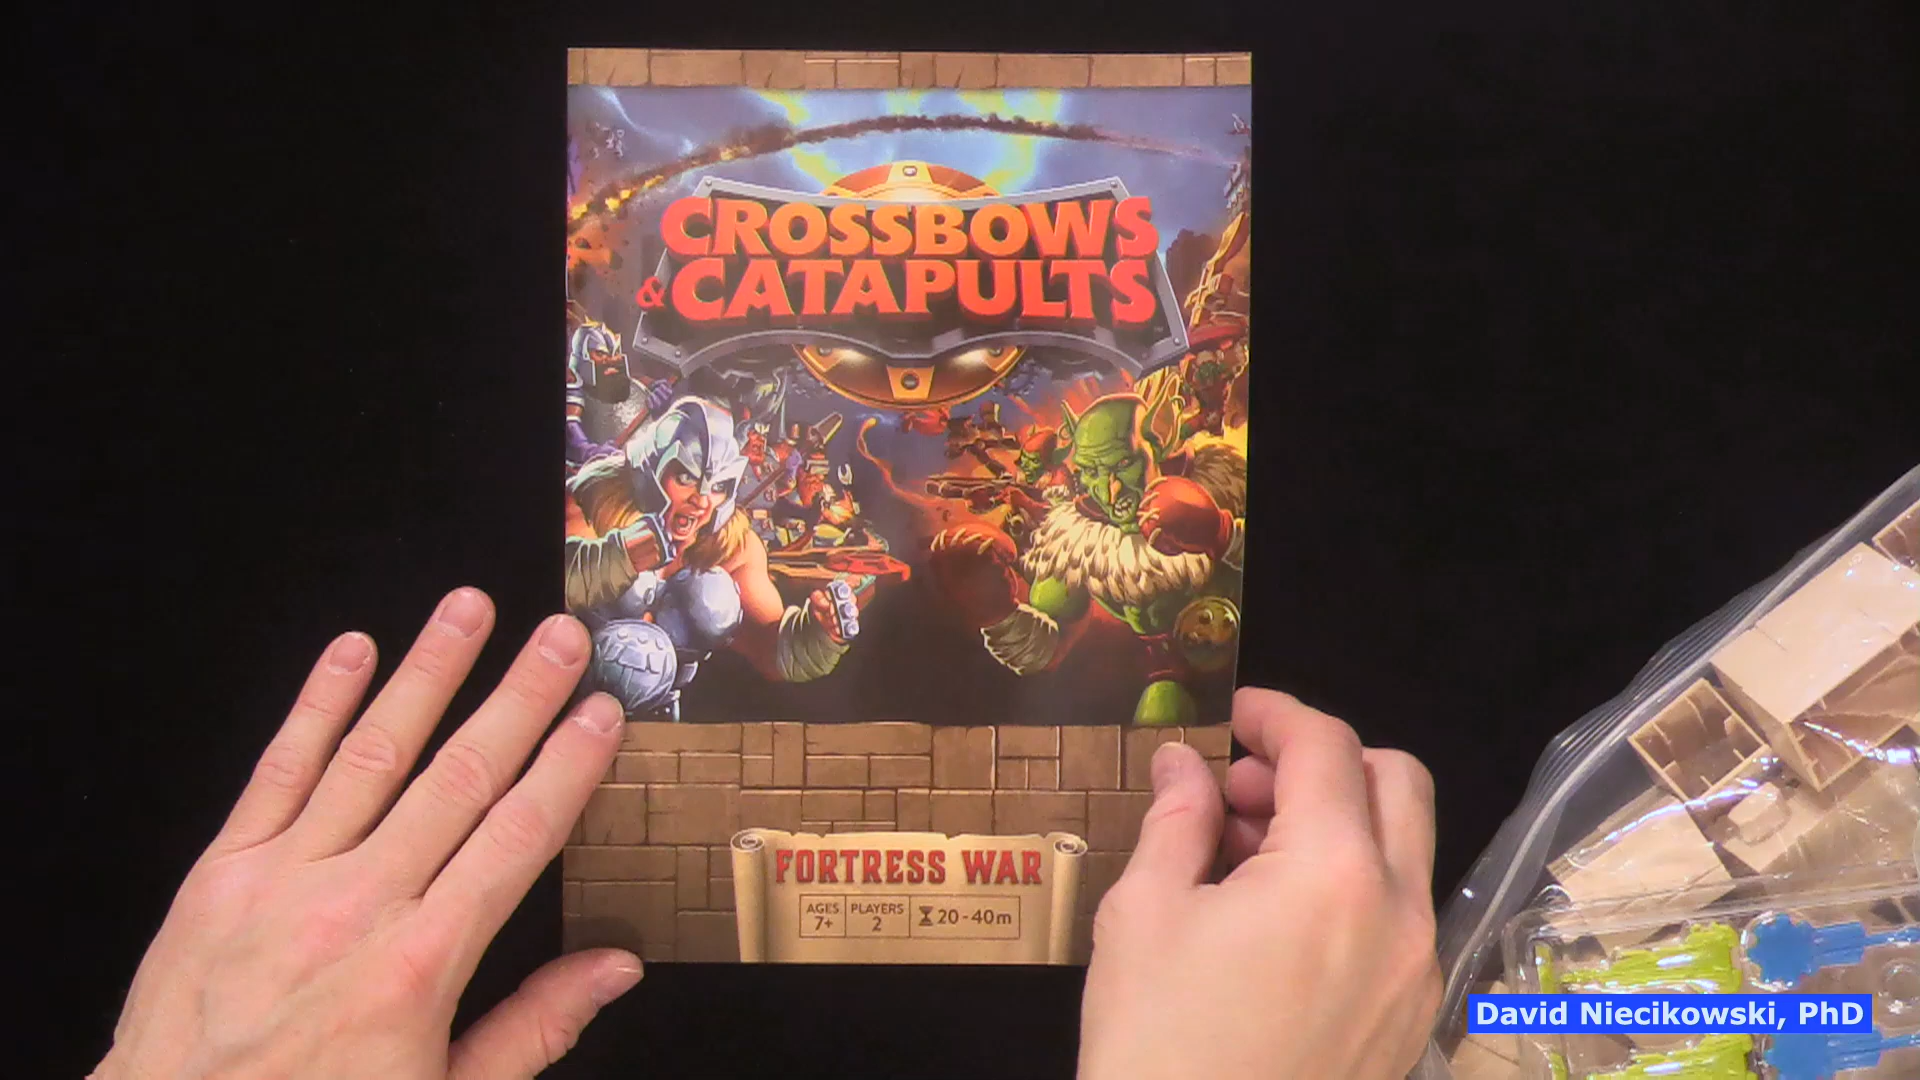 CROSSBOWS
& CATAPULTS
FORTRESS WAR
AGES
7+
PLAYERS
2
20-40m
David Niecikowski, PhD